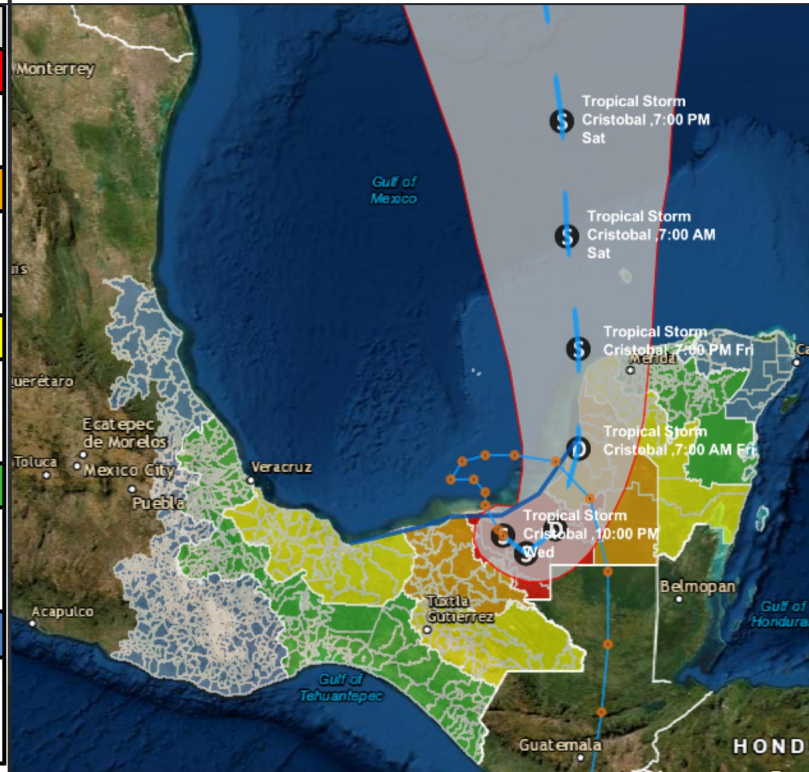 Monterrey
Gulf of
Mexico
Tropical Storm
Cristobal ,7:00 PM
Sat
Tropical Storm
Cristobal ,7:00 AM
Sat
Tropical Storm
Cristobal ,7:00 PM Fri
Mérida
Tropical Storm
Cristobal ,7:00 AM Fri
Querétaro
Ecatepec
de Morelos
Toluca
Mexico City
Puebla
Veracruz
Tropical Storm
Cristobal ,10:00 PM
Wed
S
S
S
D
S
S
D
Belmopan
Acapulco
Tuxtla
Gutierrez
Gulf of
Honduras
Gulf of
Tehuantepec
Guatemala
HOND